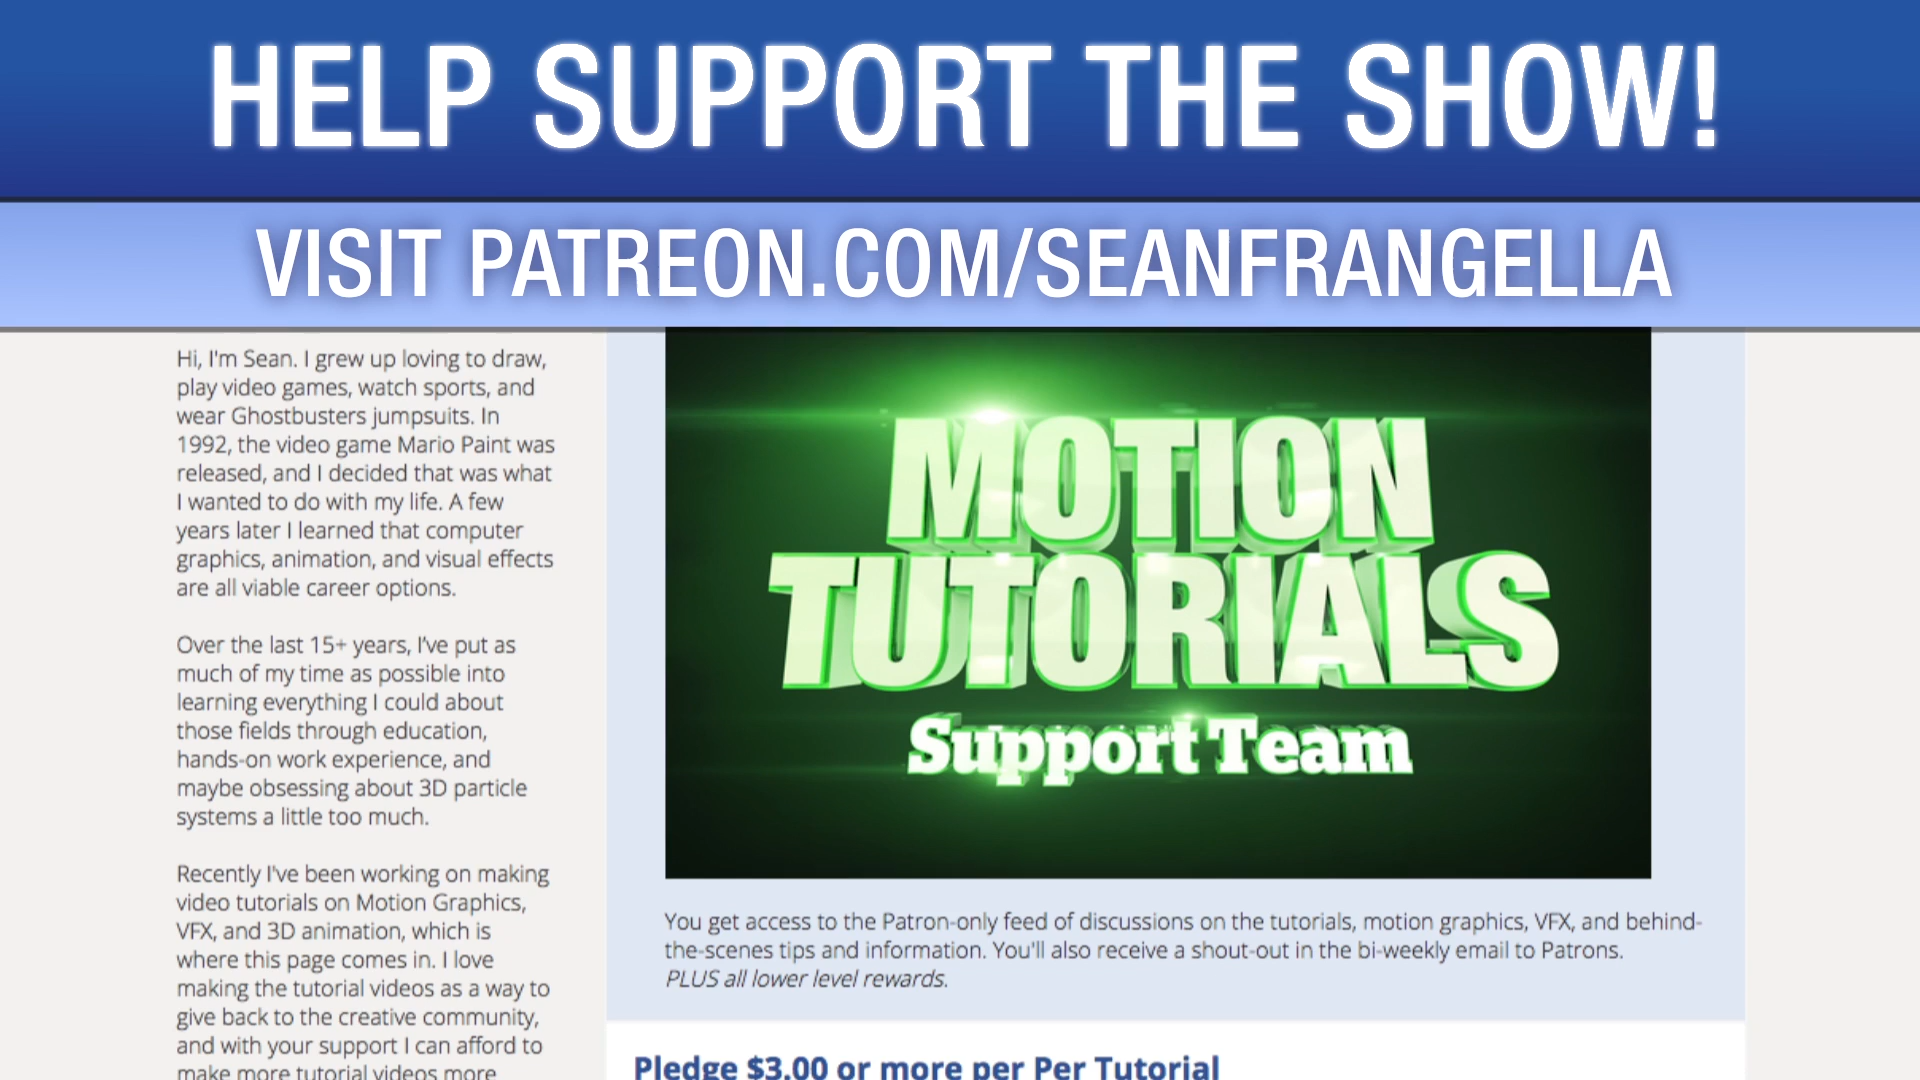 HELP SUPPORT THE SHOW!
VISIT PATREON.COM/SEANFRANGELLA
Hi, I'm Sean. I grew up loving to draw,
play video games, watch sports, and
wear Ghostbusters jumpsuits. In
1992, the video game Mario Paint was
released, and I decided that was what
I wanted to do with my life. A few
years later I learned that computer
graphics, animation, and visual effects
are all viable career options.
Over the last 15+ years, I've put as
much of my time as possible into
learning everything I could about
those fields through education,
hands-on work experience, and
maybe obsessing about 3D particle
systems a little too much.
Recently I've been working on making
video tutorials on Motion Graphics,
VFX, and 3D animation, which is
where this page comes in. I love
making the tutorial videos as a way to
give back to the creative community,
and with your support I can afford to
make more tutorial videos more
MOTION
TUTORIALS
Support Team
You get access to the Patron-only feed of discussions on the tutorials, motion graphics, VFX, and behind-
the-scenes tips and information. You'll also receive a shout-out in the bi-weekly email to Patrons.
PLUS all lower level rewards.
Pledge $3.00 or more per Per Tutorial